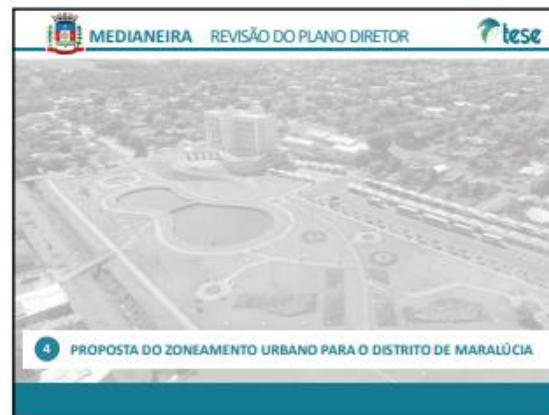 MEDIANEIRA REVISÃO DO PLANO DIRETOR tese
4 PROPOSTA DO ZONEAMENTO URBANO PARA O DISTRITO DE MARALÚCIA